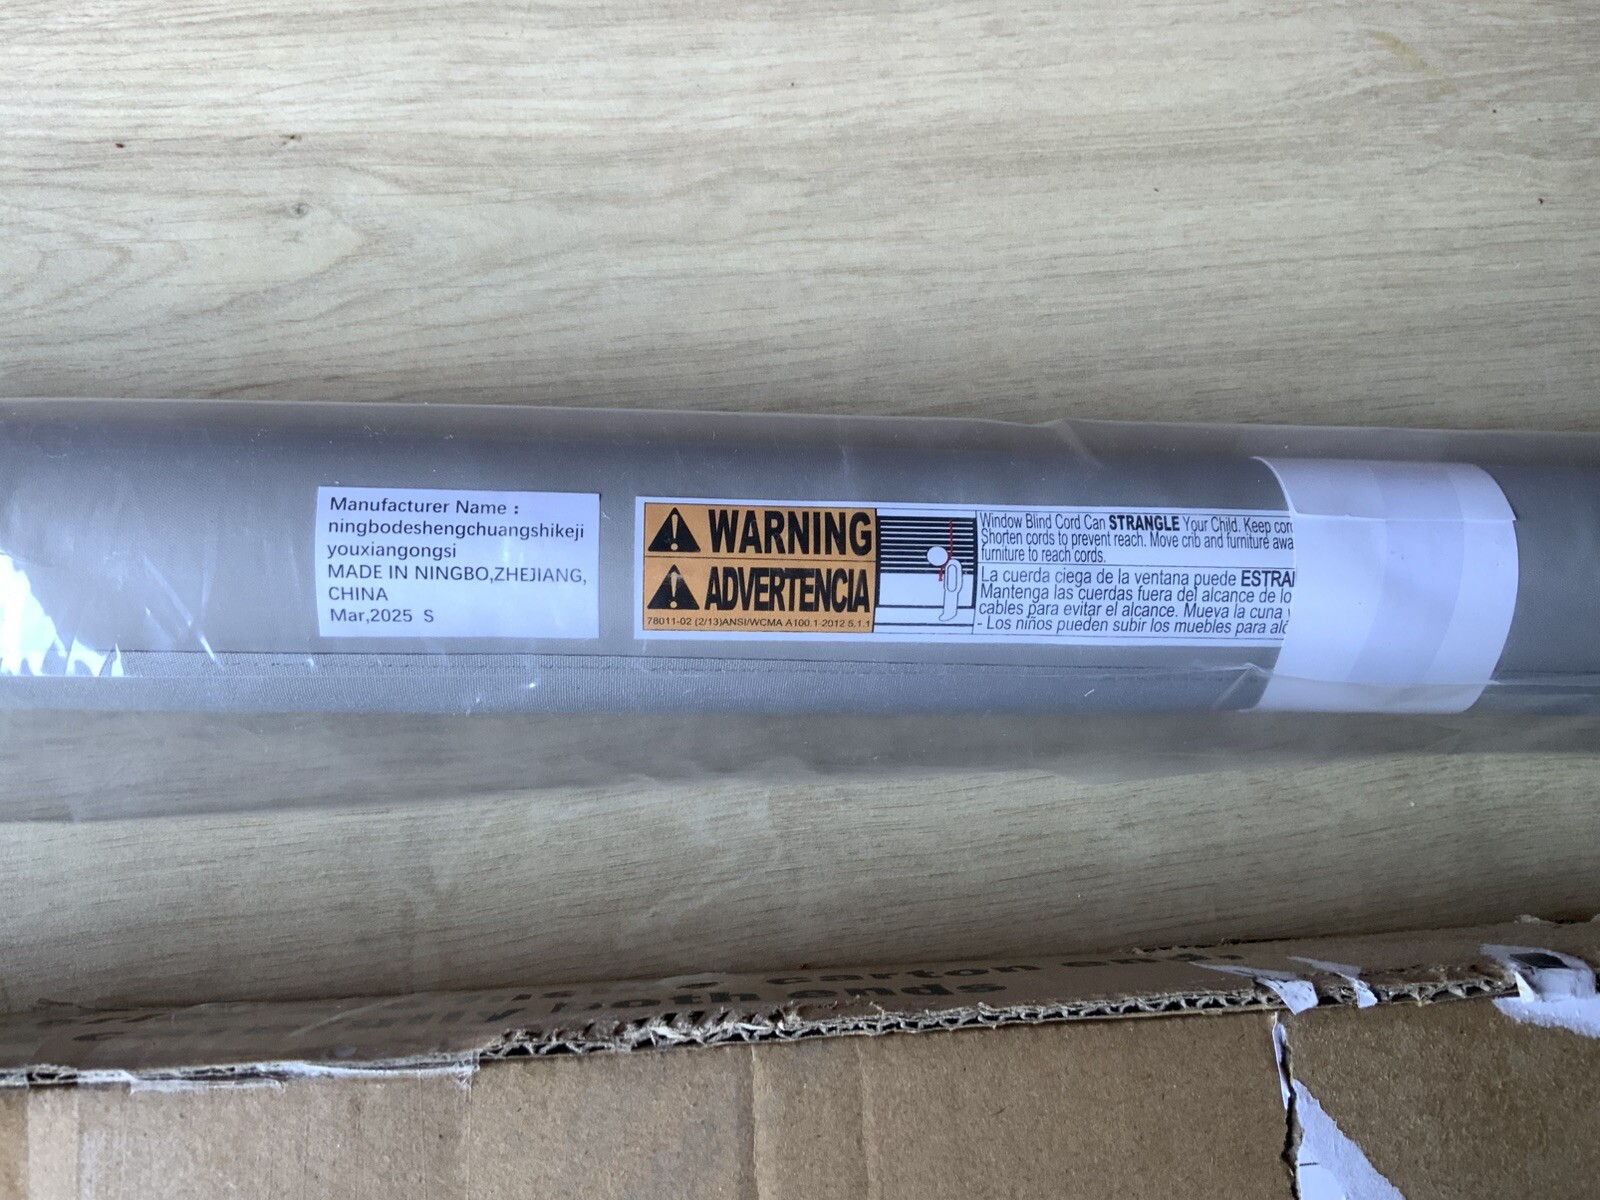 Manufacturer Name :
ningbodeshengchuangshikeji
youxiangongsi
MADE IN NINGBO,ZHEJIANG,
CHINA
Mar,2025 S
WARNING
ADVERTENCIA
78011-02 (2/13)ANSI/WCMA A100.1-2012 5.1.1
Window Blind Cord Can STRANGLE Your Child. Keep
Shorten cords to prevent reach. Move crib and furniture
furniture to reach cords.
La cuerda ciega de la ventana puede
Mantenga las cuerdas fuera del alcance de
cables para evitar el alcance. Mueva la cuna
- Los niños pueden subir los muebles para
carton
both ends